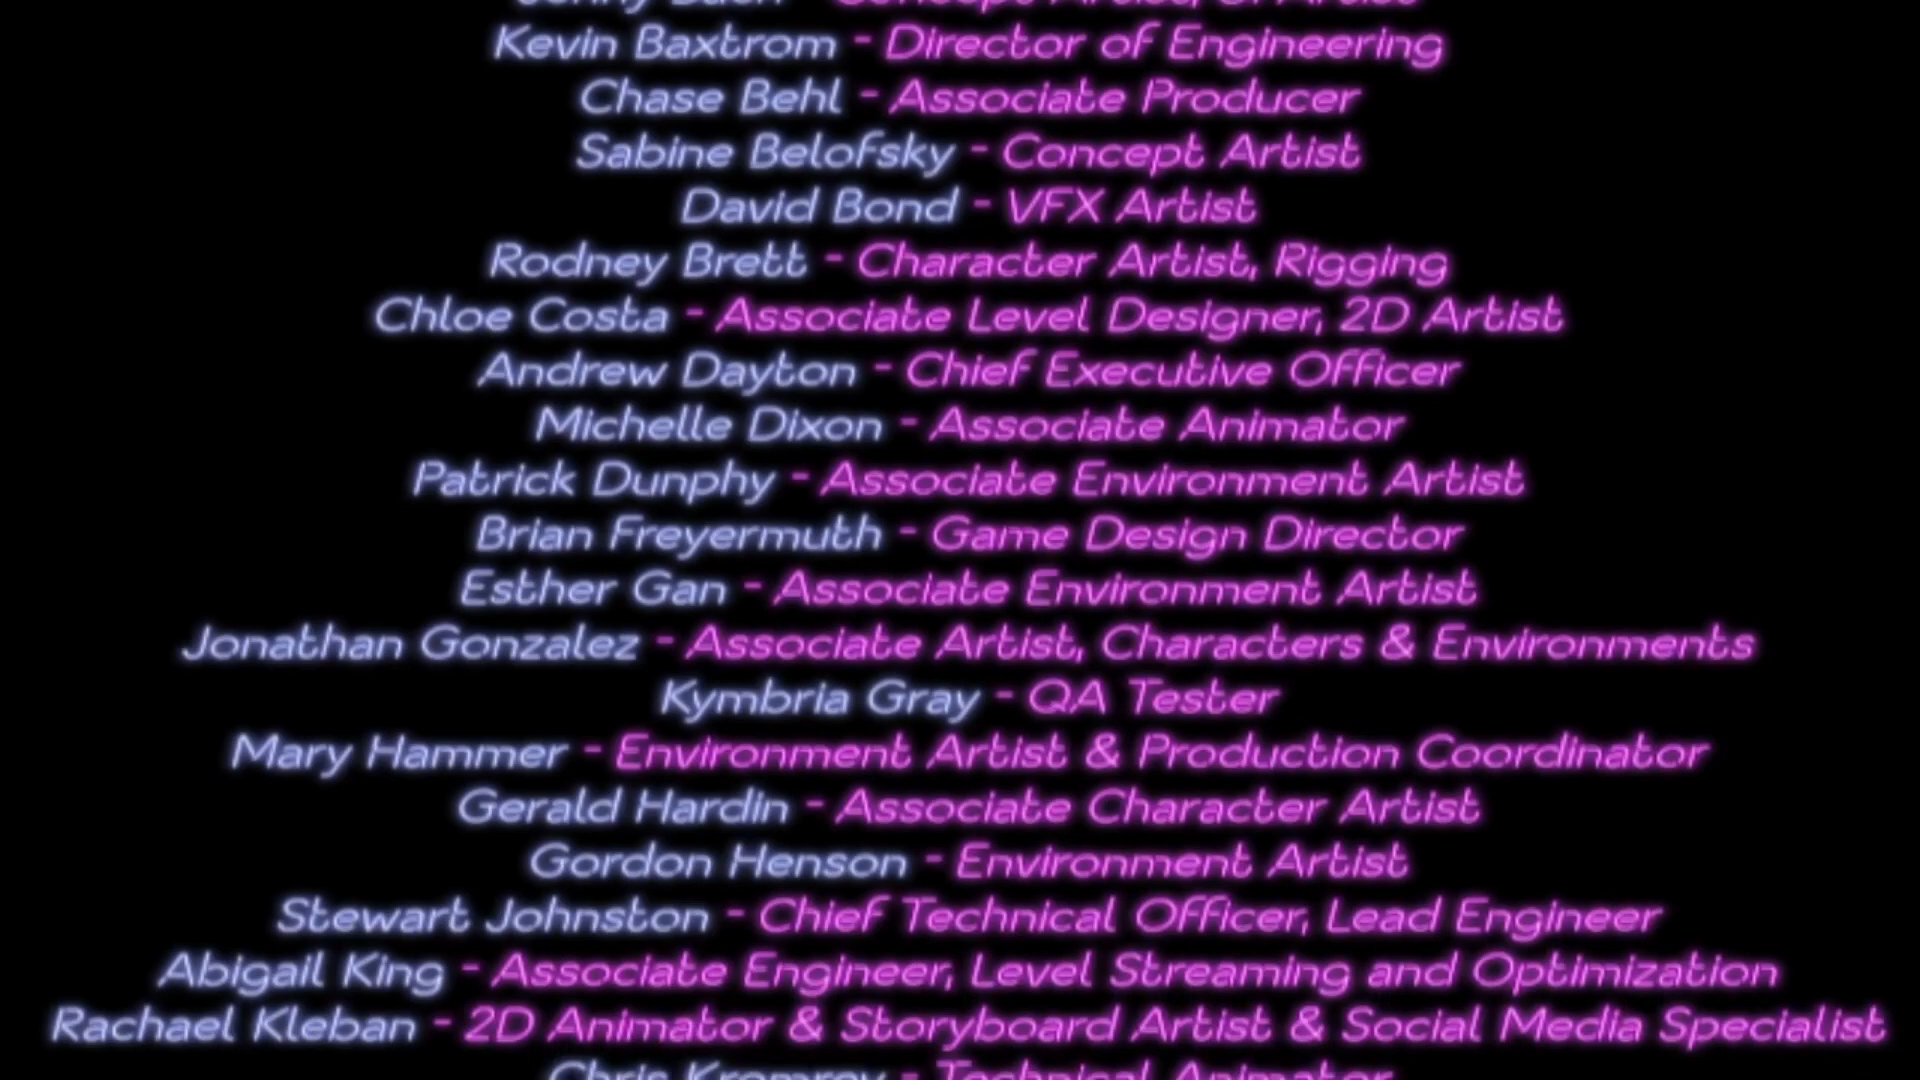 Kevin Baxtrom - Director of Engineering
Chase Behl - Associate Producer
Sabine Belofsky - Concept Artist
David Bond - VFX Artist
Rodney Brett - Character Artist, Rigging
Chloe Costa - Associate Level Designer, 2D Artist
Andrew Dayton - Chief Executive Officer
Michelle Dixon - Associate Animator
Patrick Dunphy - Associate Environment Artist
Brian Freyermuth - Game Design Director
Esther Gan - Associate Environment Artist
Jonathan Gonzalez - Associate Artist, Characters & Environments
Kymbria Gray - QA Tester
Mary Hammer - Environment Artist & Production Coordinator
Gerald Hardin - Associate Character Artist
Gordon Henson - Environment Artist
Stewart Johnston - Chief Technical Officer, Lead Engineer
Abigail King - Associate Engineer, Level Streaming and Optimization
Rachael Kleban - 2D Animator & Storyboard Artist & Social Media Specialist
Chris - Technical Animator